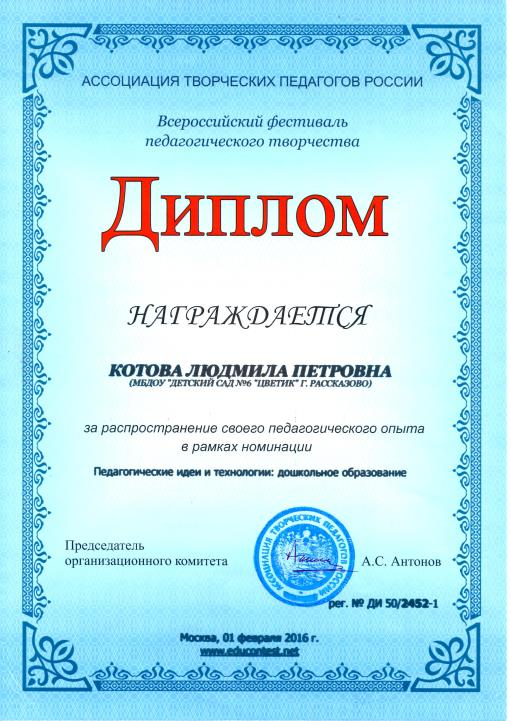 АССОЦИАЦИЯ ТВОРЧЕСКИХ ПЕДАГОГОВ РОССИИ
Всероссийский фестиваль
педагогического творчества
Диплом
НАГРАЖДАЕТСЯ
КОТОВА ЛЮДМИЛА ПЕТРОВНА
(МБДОУ "ДЕТСКИЙ САД №6 "ЦВЕТИК" Г. РАССКАЗОВО)
за распространение своего педагогического опыта
в рамках номинации
Педагогические идеи и технологии: дошкольное образование
Председатель
организационного комитета
АССОЦИАЦИЯ ТВОРЧЕСКИХ ПЕДАГОГОВ РОССИИ
А.С. Антонов
рег. № ДИ 50/2452-1
Москва, 01 февраля 2016 г.
www.educontest.net